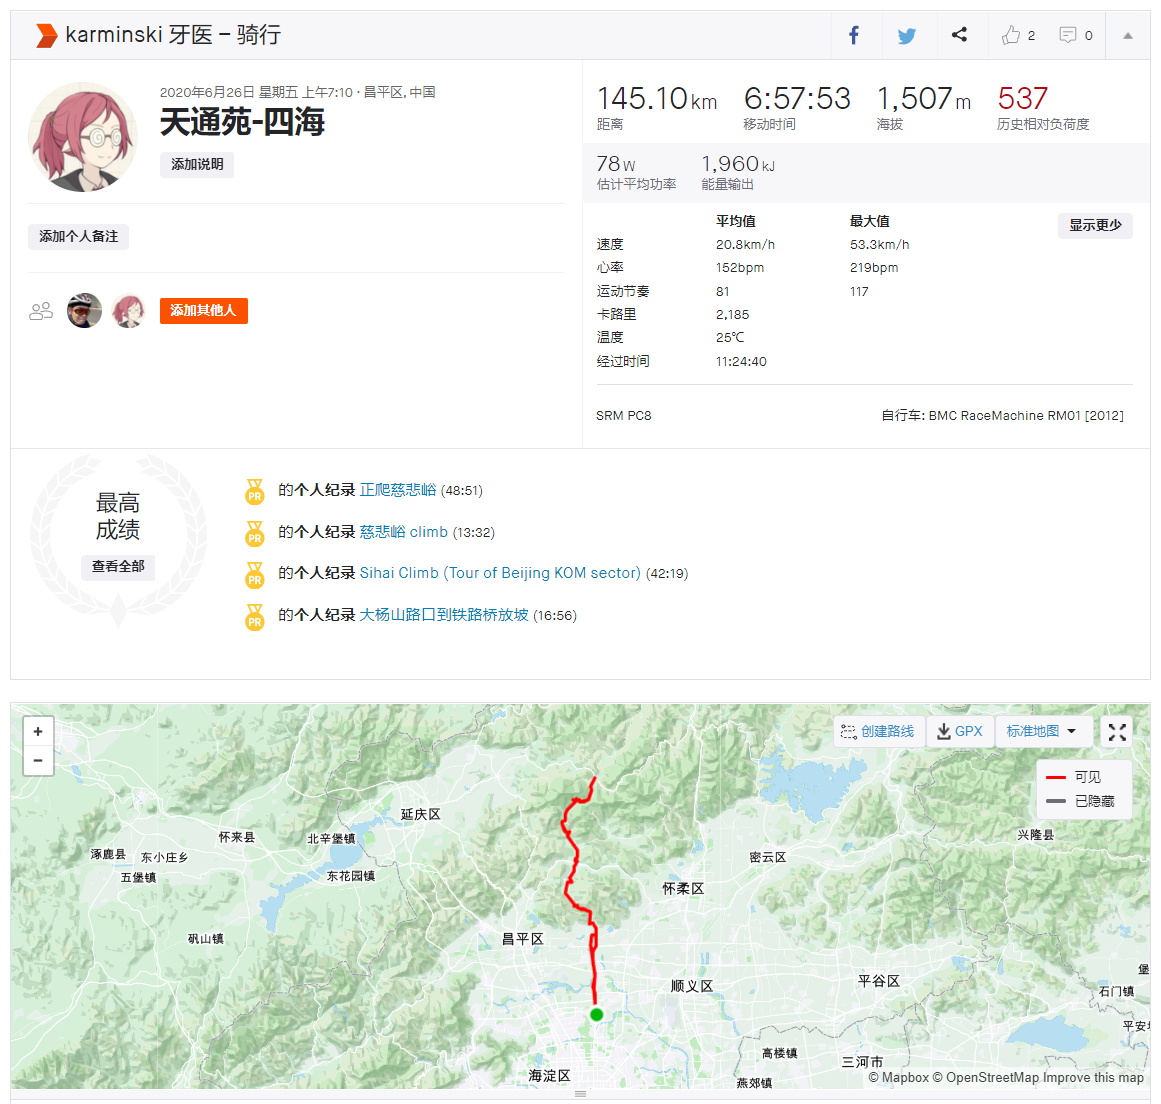 karminski 牙医 – 骑行
2
0
2020年6月26日 星期五 上午7:10 · 昌平区, 中国
天通苑-四海
添加说明
添加个人备注
添加其他人
145.10 km
6:57:53
1,507 m
537
距离
移动时间
海拔
历史相对负荷度
78 W
1,960 kJ
估计平均功率
能量输出
平均值
最大值
显示更少
速度
20.8km/h
53.3km/h
心率
152bpm
219bpm
运动节奏
81
117
卡路里
2,185
温度
25℃
经过时间
11:24:40
SRM PC8
自行车: BMC RaceMachine RM01 [2012]
最高
成绩
查看全部
PR 的个人纪录 正爬慈悲峪 (48:51)
PR 的个人纪录 慈悲峪 climb (13:32)
PR 的个人纪录 Sihai Climb (Tour of Beijing KOM sector) (42:19)
PR 的个人纪录 大杨山路口到铁路桥放坡 (16:56)
+
−
创建路线
GPX
标准地图
可见
已隐藏
延庆区
怀来县
北辛堡镇
涿鹿县
东小庄乡
五堡镇
东花园镇
矾山镇
昌平区
怀柔区
密云区
兴隆县
顺义区
平谷区
堡
石门镇
平安城
高楼镇
三河市
海淀区
燕郊镇
© Mapbox © OpenStreetMap Improve this map